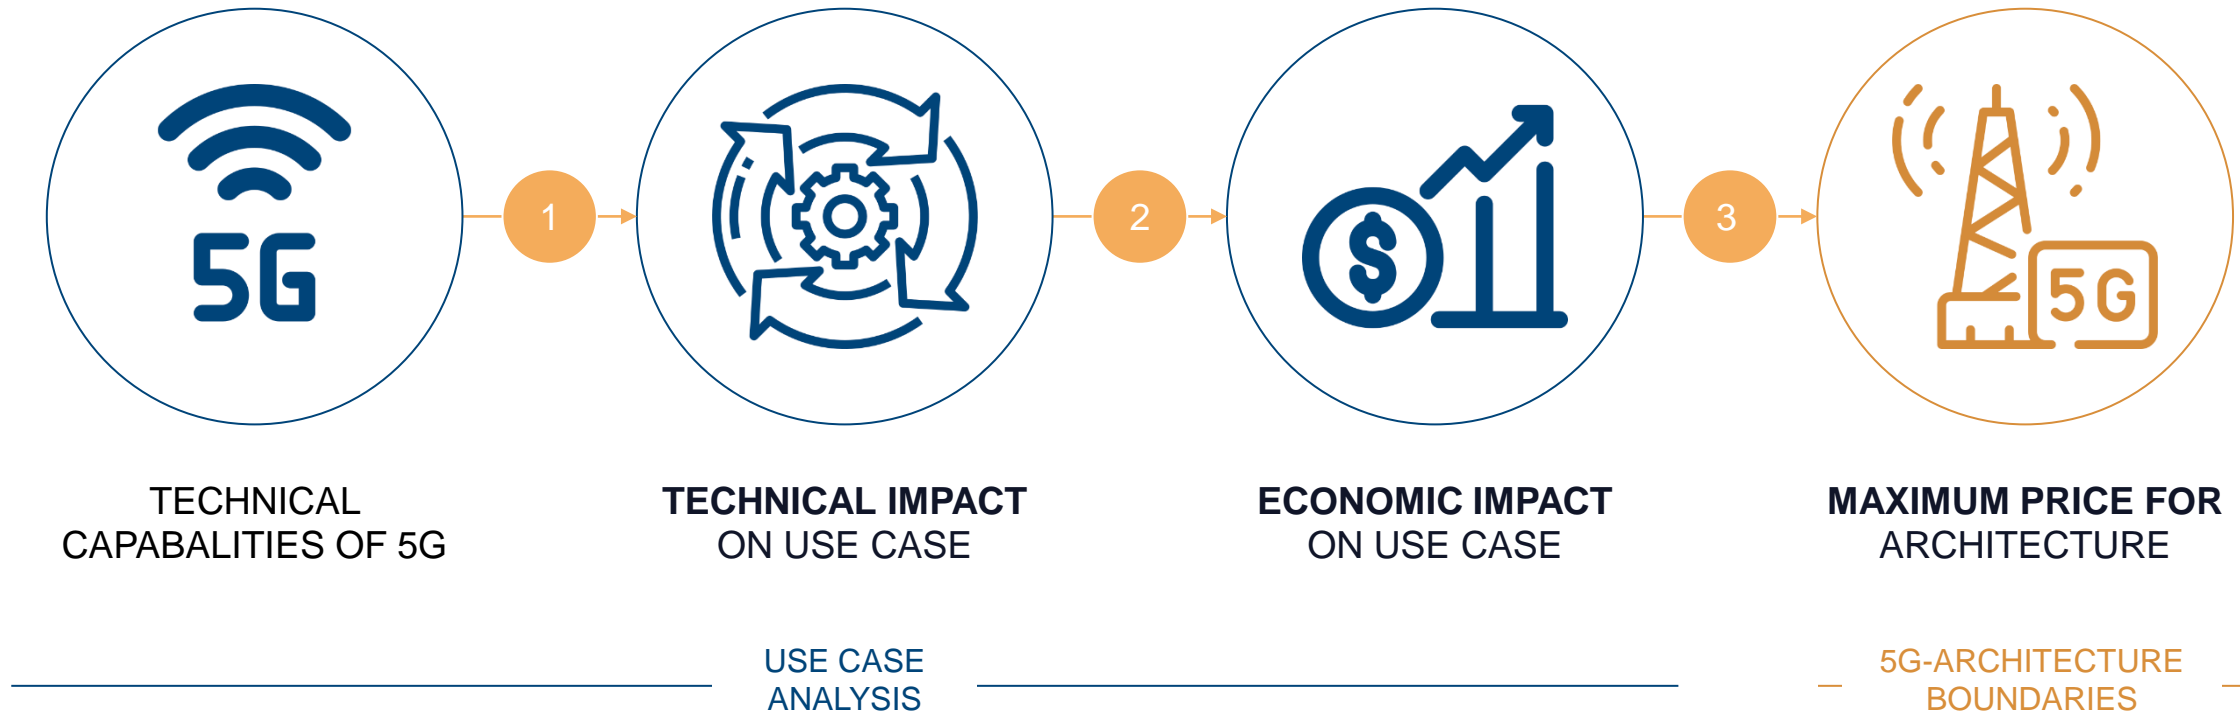 5G
1
2
$
3
5G
TECHNICAL
CAPABALITIES OF 5G
TECHNICAL IMPACT
ON USE CASE
ECONOMIC IMPACT
ON USE CASE
MAXIMUM PRICE FOR
ARCHITECTURE
USE CASE
ANALYSIS
5G-ARCHITECTURE
BOUNDARIES